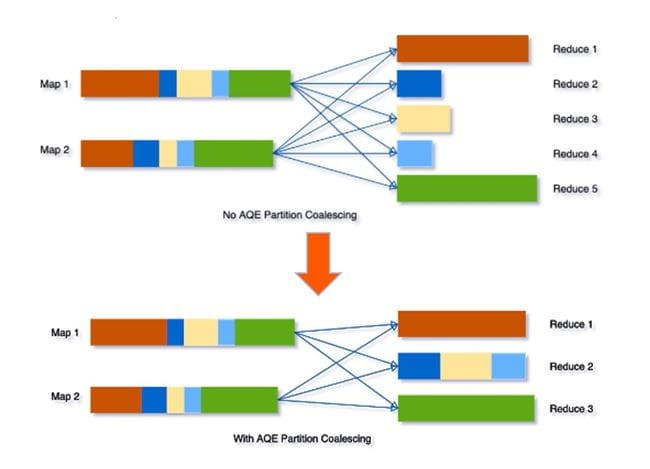 Map 1
Reduce 1
Reduce 2
Reduce 3
Map 2
Reduce 4
Reduce 5
No AQE Partition Coalescing
Map 1
Reduce 1
Reduce 2
Map 2
Reduce 3
With AQE Partition Coalescing